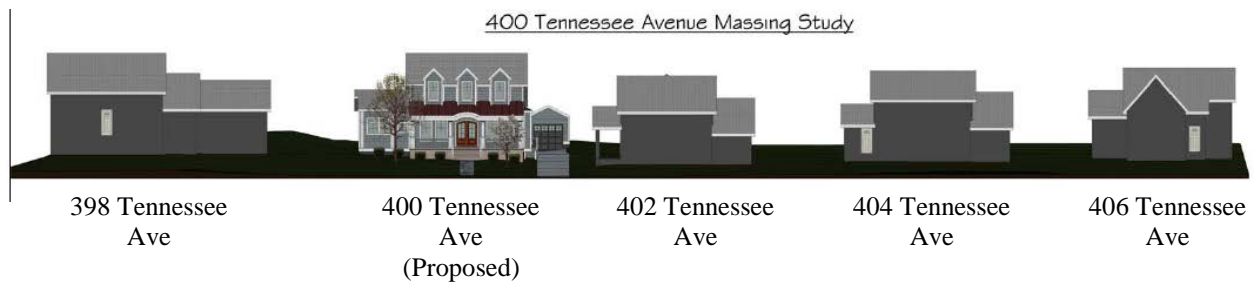 400 Tennessee Avenue Massing Study
398 Tennessee
Ave
400 Tennessee
Ave
(Proposed)
402 Tennessee
Ave
404 Tennessee
Ave
406 Tennessee
Ave